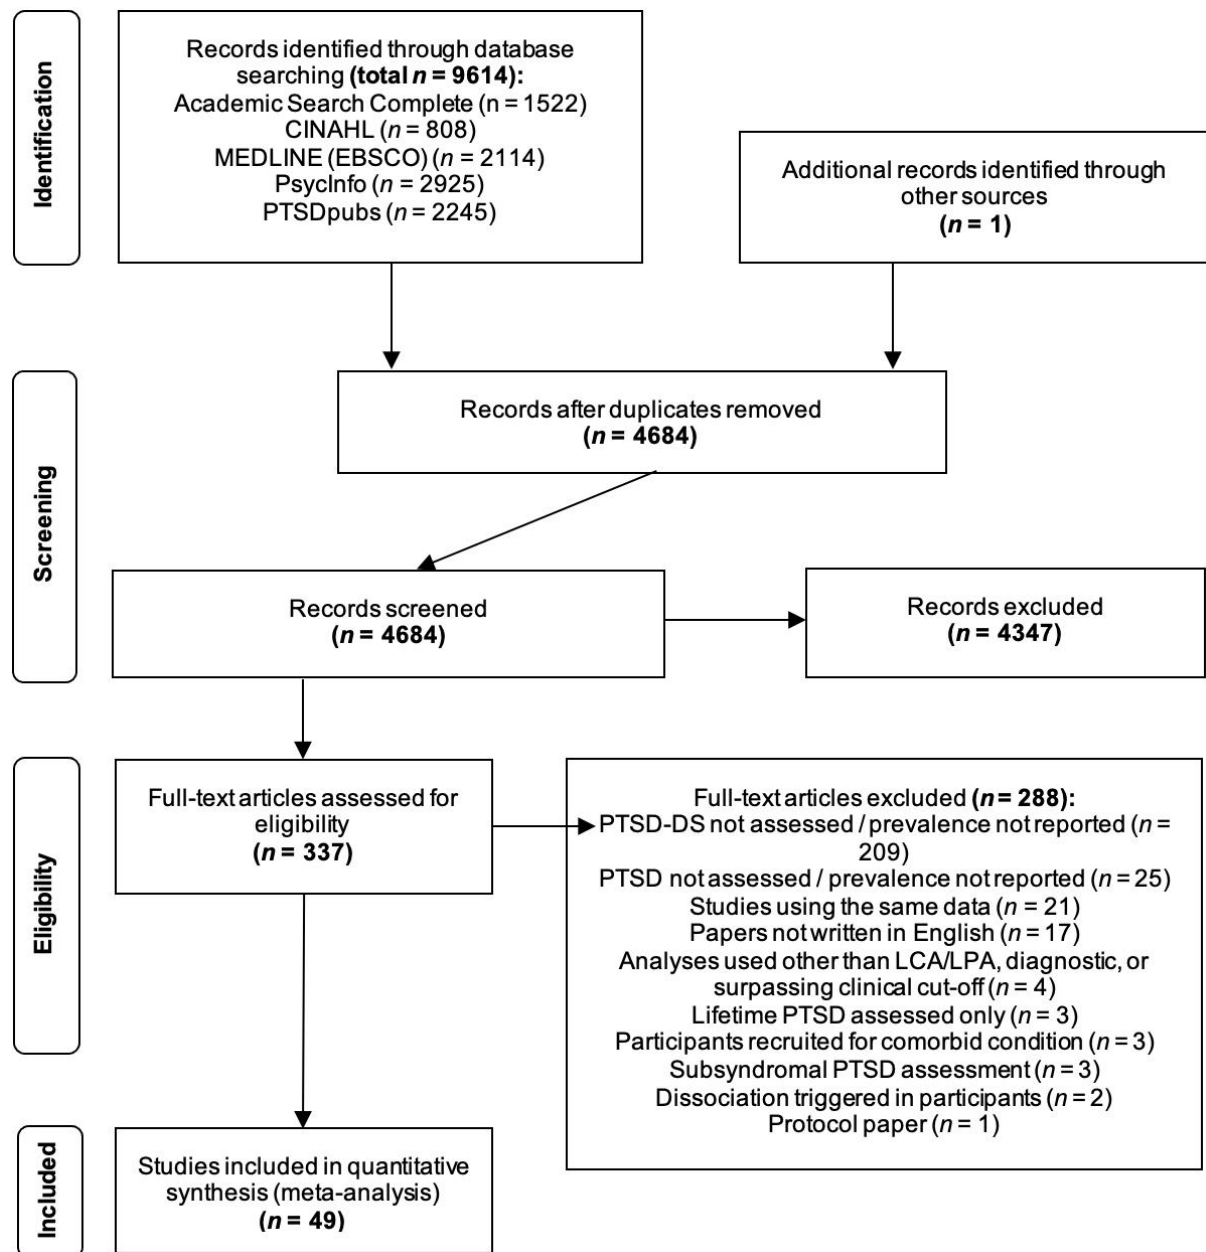 Identification
Records identified through database
searching (total n = 9614):
Academic Search Complete (n = 1522)
CINAHL (n = 808)
MEDLINE (EBSCO) (n = 2114)
PsycInfo (n = 2925)
PTSDpubs (n = 2245)
Additional records identified through
other sources
(n = 1)
Screening
Records after duplicates removed
(n = 4684)
Records screened
(n = 4684)
Records excluded
(n = 4347)
Eligibility
Full-text articles assessed for
eligibility
(n = 337)
Full-text articles excluded (n = 288):
PTSD-DS not assessed / prevalence not reported (n =
209)
PTSD not assessed / prevalence not reported (n = 25)
Studies using the same data (n = 21)
Papers not written in English (n = 17)
Analyses used other than LCA/LPA, diagnostic, or
surpassing clinical cut-off (n = 4)
Lifetime PTSD assessed only (n = 3)
Participants recruited for comorbid condition (n = 3)
Subsyndromal PTSD assessment (n = 3)
Dissociation triggered in participants (n = 2)
Protocol paper (n = 1)
Included
Studies included in quantitative
synthesis (meta-analysis)
(n = 49)